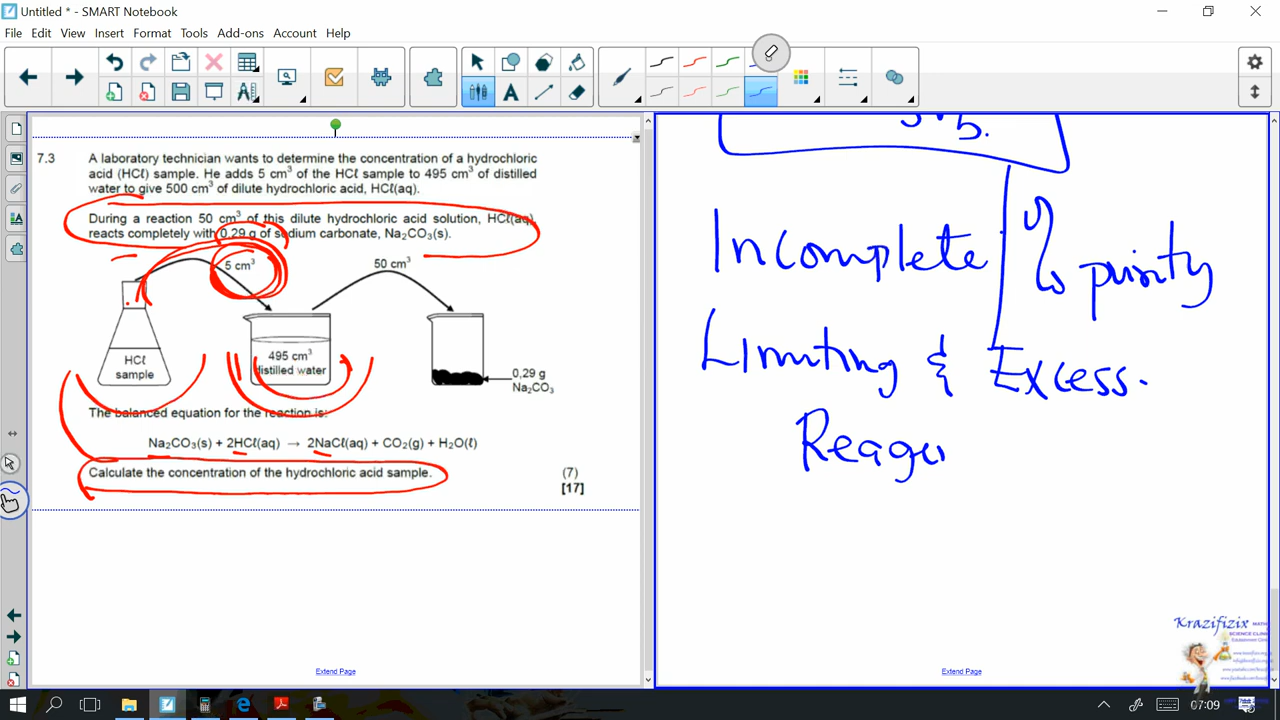 Untitled * - SMART Notebook
File Edit View Insert Format Tools Add-ons Account Help
7.3 A laboratory technician wants to determine the concentration of a hydrochloric
acid (HCℓ) sample. He adds 5 cm³ of the HCℓ sample to 495 cm³ of distilled
water to give 500 cm³ of dilute hydrochloric acid, HCℓ(aq).
During a reaction 50 cm³ of this dilute hydrochloric acid solution, HCℓ(aq)
reacts completely with 0,29 g of sodium carbonate, Na₂CO₃(s).
5 cm³
50 cm³
HCℓ
sample
495 cm³
distilled water
0,29 g
Na₂CO₃
The balanced equation for the reaction is:
Na₂CO₃(s) + 2HCℓ(aq) → 2NaCℓ(aq) + CO₂(g) + H₂O(ℓ)
Calculate the concentration of the hydrochloric acid sample. (7)
[17]
Extend Page
Incomplete
% purity
Limiting & Excess.
Reagen
Extend Page
Krazifizix MATH
SCIENCE CLINIC
07:09